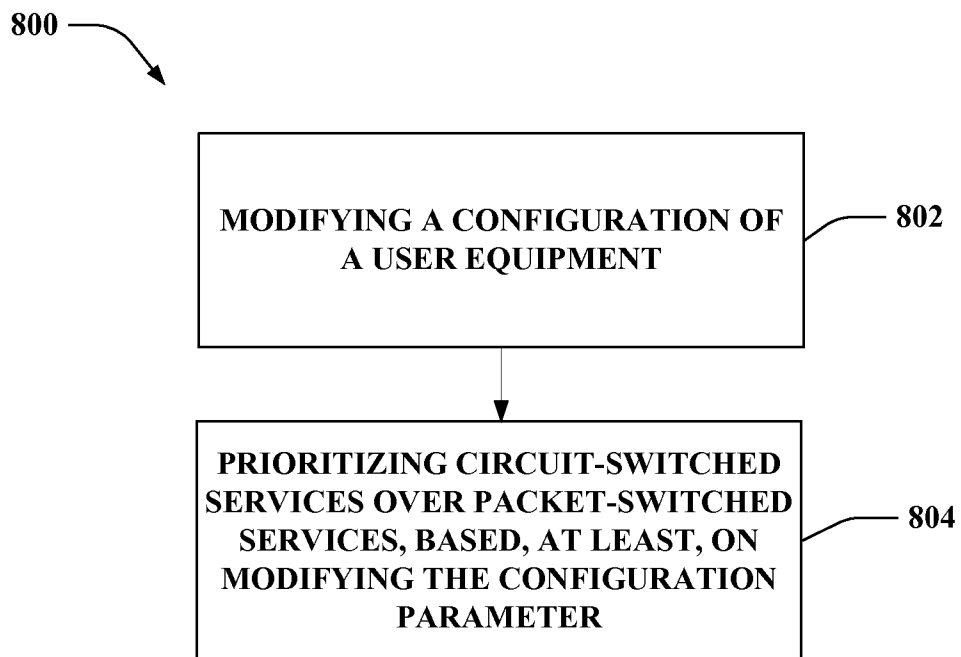 800
MODIFYING A CONFIGURATION OF
A USER EQUIPMENT
802
PRIORITIZING CIRCUIT-SWITCHED
SERVICES OVER PACKET-SWITCHED
SERVICES, BASED, AT LEAST, ON
MODIFYING THE CONFIGURATION
PARAMETER
804